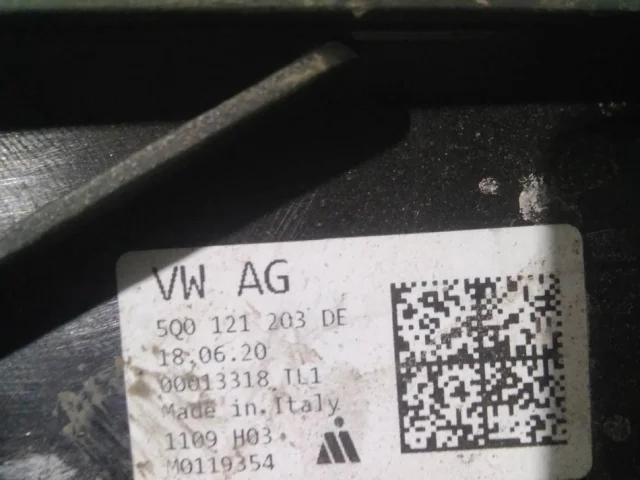 VW AG
5Q0 121 203 DE
18.06.20
00013318 TL1
Made in Italy
1109 H03
M0119354